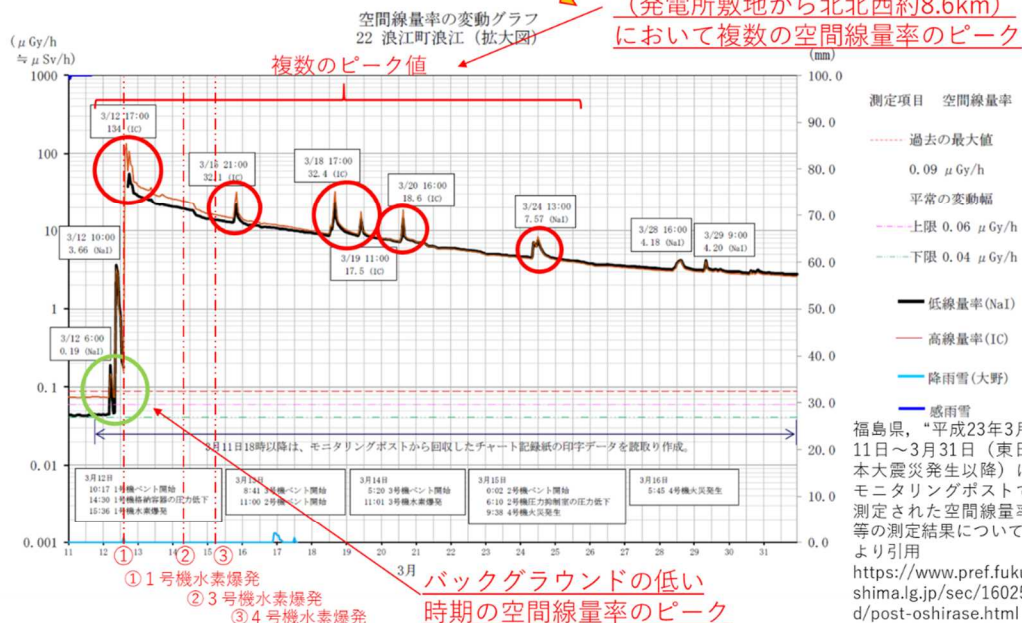 （発電所敷地から北北西約8.6km）
において複数の空間線量率のピーク
空間線量率の変動グラフ
22 浪江町浪江（拡大図）
(μGy/h
≒μSv/h)
(mm)
複数のピーク値
1000
100
10
1
0.1
0.01
0.001
100.0
90.0
80.0
70.0
60.0
50.0
40.0
30.0
20.0
10.0
0.0
3/12 17:00
134 (IC)
3/15 21:00
32.1 (IC)
3/18 17:00
32.4 (IC)
3/20 16:00
18.6 (IC)
3/24 13:00
7.57 (NaI)
3/28 16:00
4.18 (NaI)
3/29 9:00
4.20 (NaI)
3/12 10:00
3.66 (NaI)
3/19 11:00
17.5 (IC)
3/12 6:00
0.19 (NaI)
3月11日18時以降は、モニタリングポストから回収したチャート記録紙の印字データを読取り作成。
3月12日
10:17 1号機ベント開始
14:30 1号機格納容器の圧力低下
15:36 1号機水素爆発
3月13日
8:41 3号機ベント開始
11:00 2号機ベント開始
3月14日
5:20 3号機ベント開始
11:01 3号機水素爆発
3月15日
0:02 2号機ベント開始
6:10 2号機圧力抑制室の圧力低下
9:38 4号機火災発生
3月16日
5:45 4号機火災発生
11 12 13 14 15 16 17 18 19 20 21 22 23 24 25 26 27 28 29 30 31
3月
① ② ③
①１号機水素爆発
②３号機水素爆発
③４号機水素爆発
バックグラウンドの低い
時期の空間線量率のピーク
測定項目 空間線量率
過去の最大値
0.09 μGy/h
平常の変動幅
上限 0.06 μGy/h
下限 0.04 μGy/h
低線量率(NaI)
高線量率(IC)
降雨雪(大野)
感雨雪
福島県，“平成23年3月
11日～3月31日（東日
本大震災発生以降）に
モニタリングポストで
測定された空間線量率
等の測定結果について”
より引用
https://www.pref.fuku
shima.lg.jp/sec/16025
d/post-oshirase.html